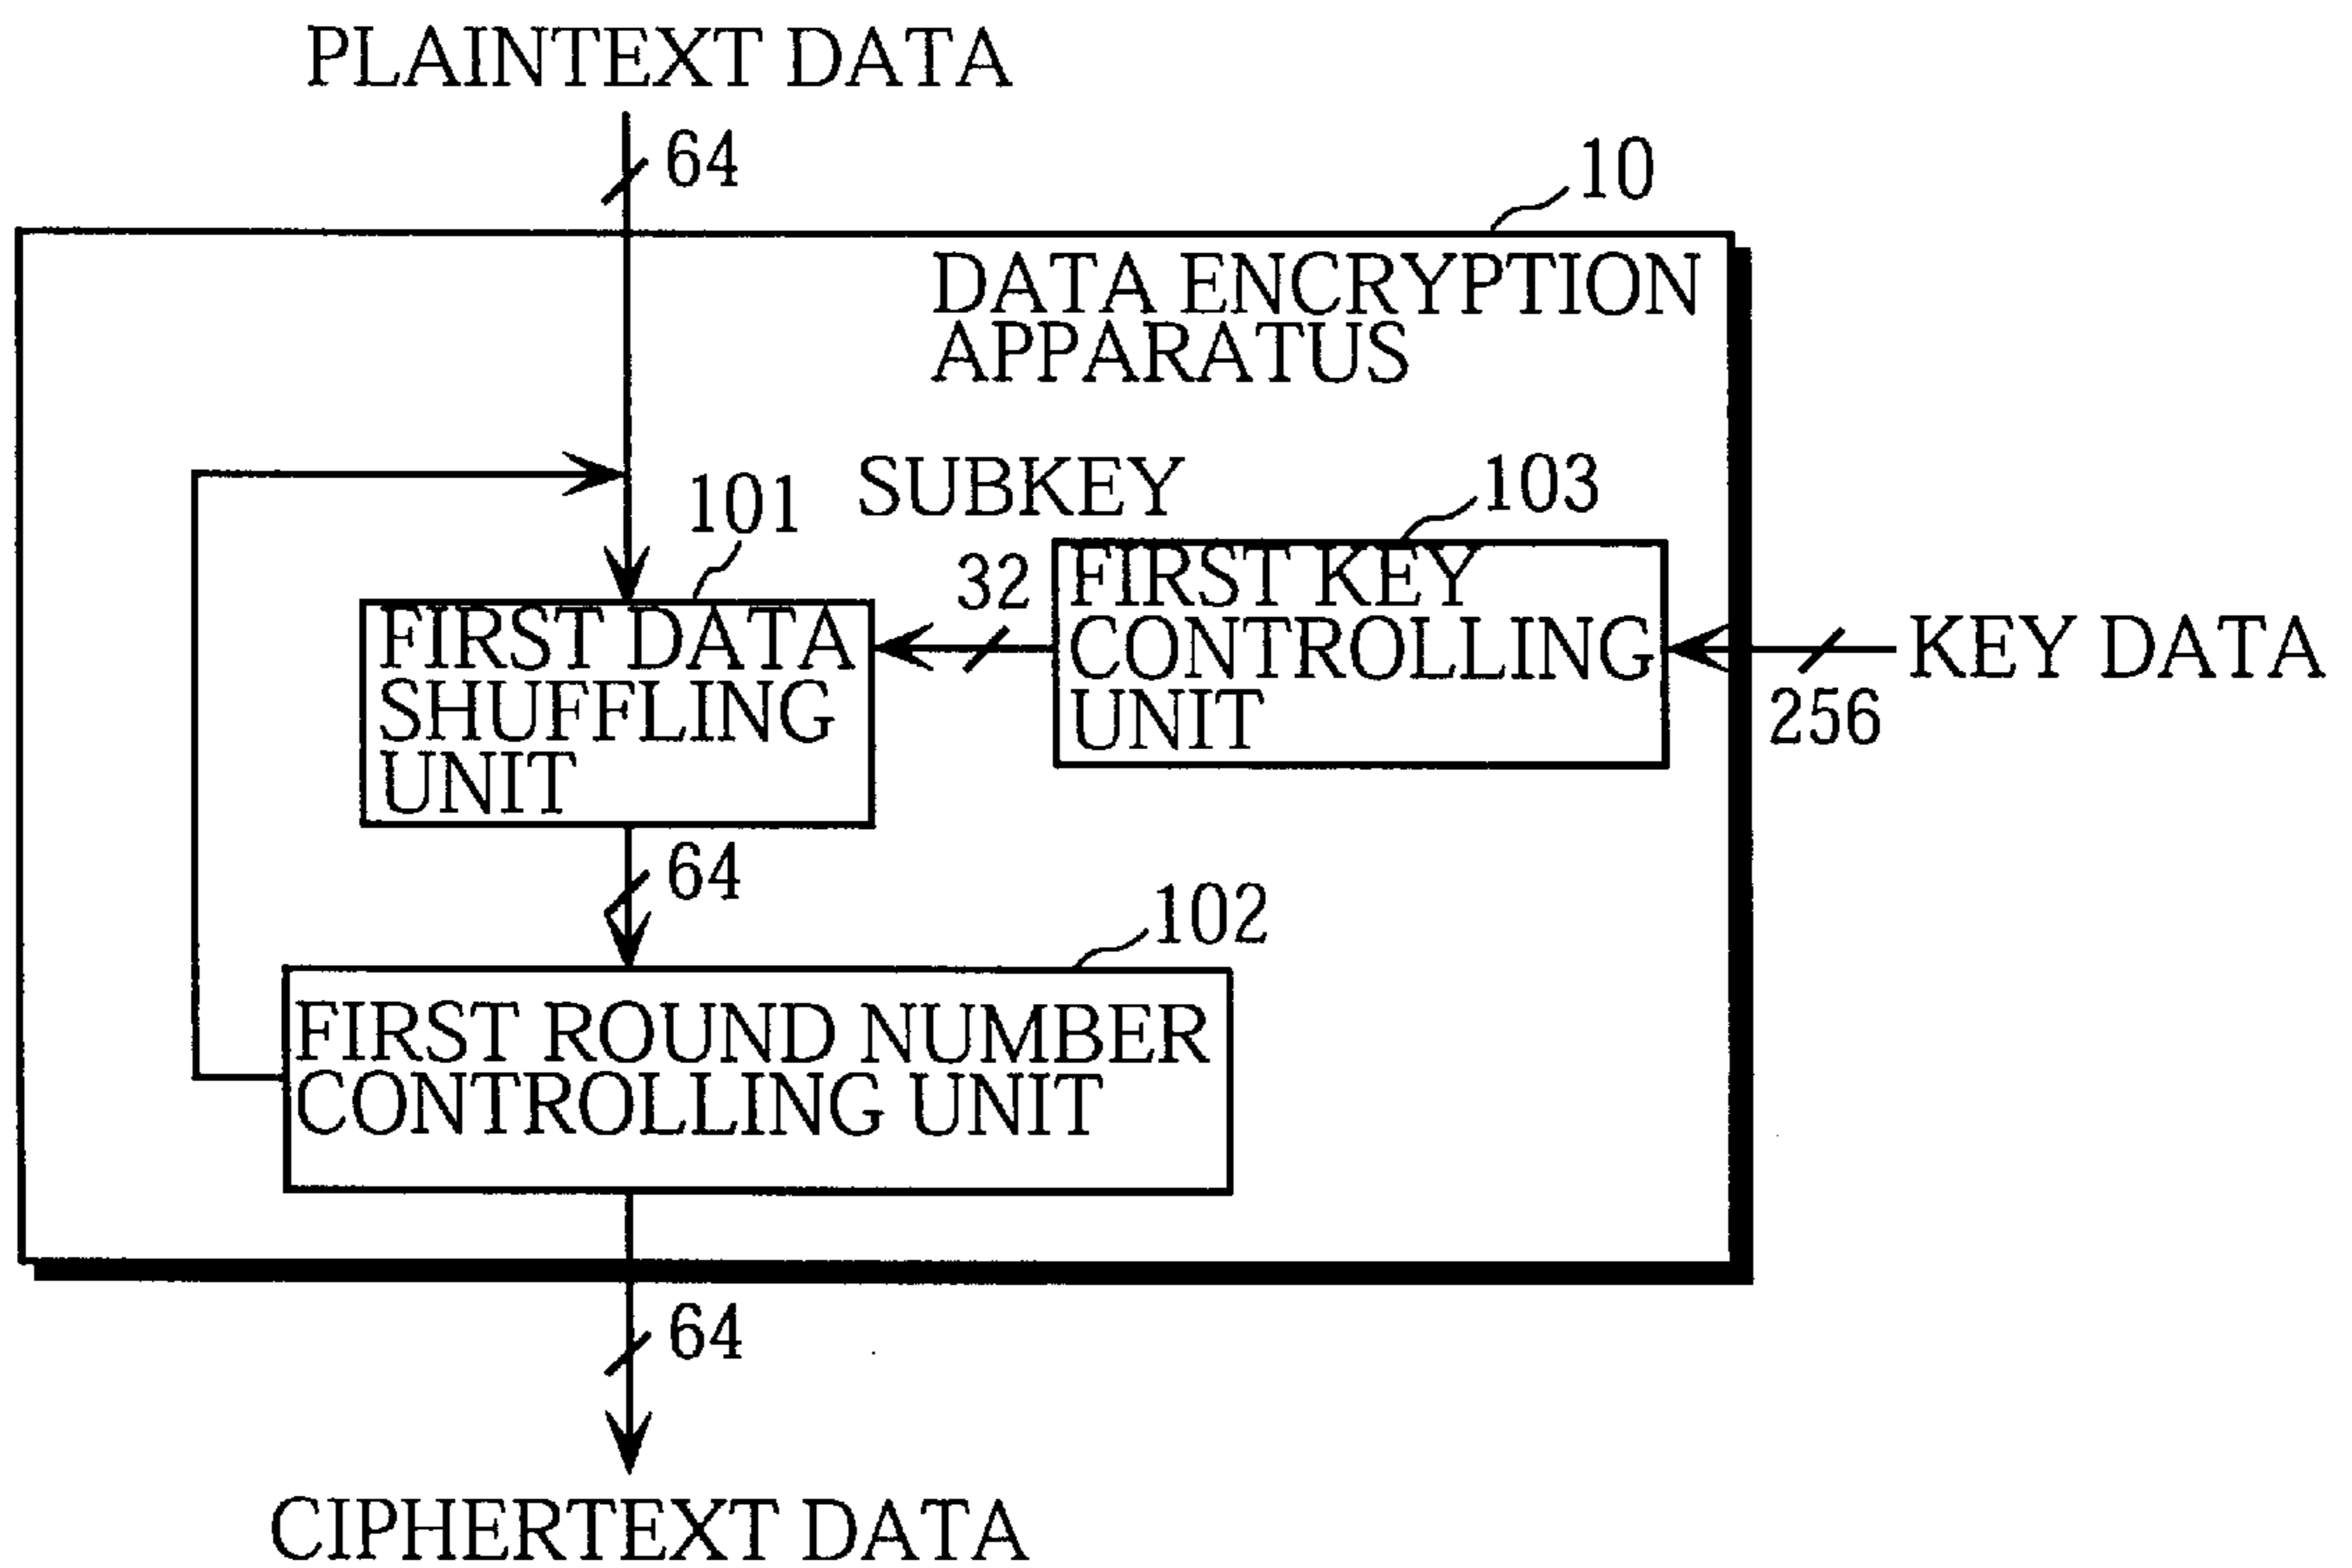 PLAINTEXT DATA
64
10
DATA ENCRYPTION
APPARATUS
SUBKEY
101
103
32
FIRST KEY
CONTROLLING
UNIT
FIRST DATA
SHUFFLING
UNIT
KEY DATA
256
64
102
FIRST ROUND NUMBER
CONTROLLING UNIT
64
CIPHERTEXT DATA